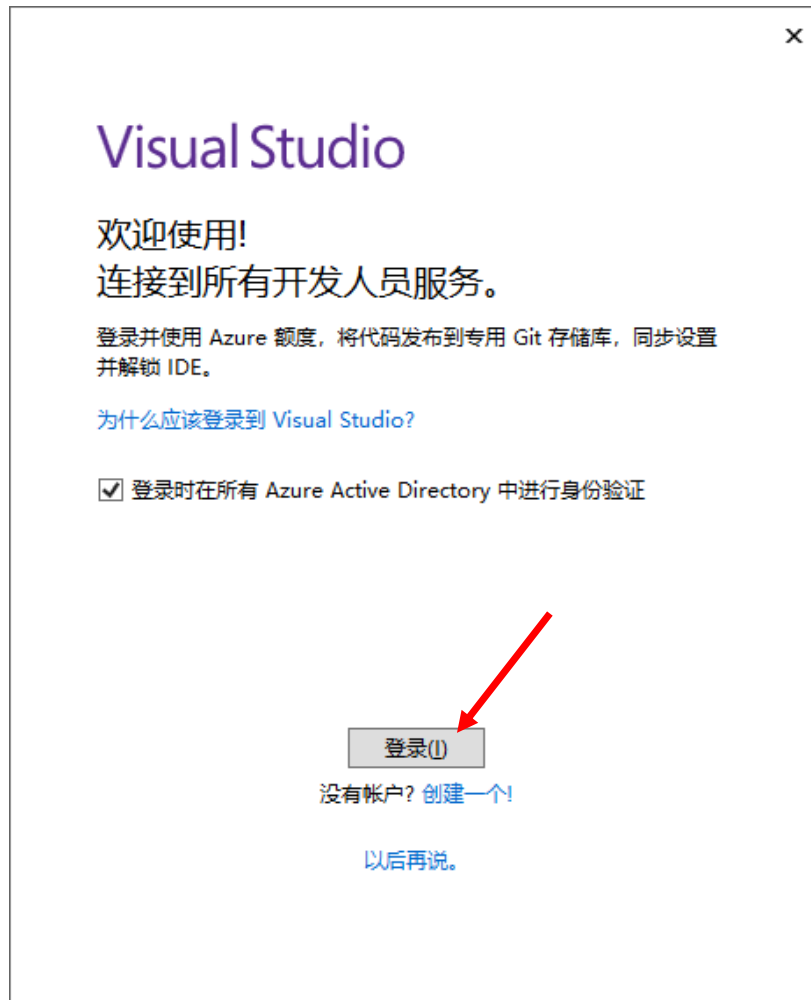 Visual Studio
欢迎使用!
连接到所有开发人员服务。
登录并使用 Azure 额度，将代码发布到专用 Git 存储库，同步设置
并解锁 IDE。
为什么应该登录到 Visual Studio?
登录时在所有 Azure Active Directory 中进行身份验证
登录(I)
没有帐户? 创建一个!
以后再说。